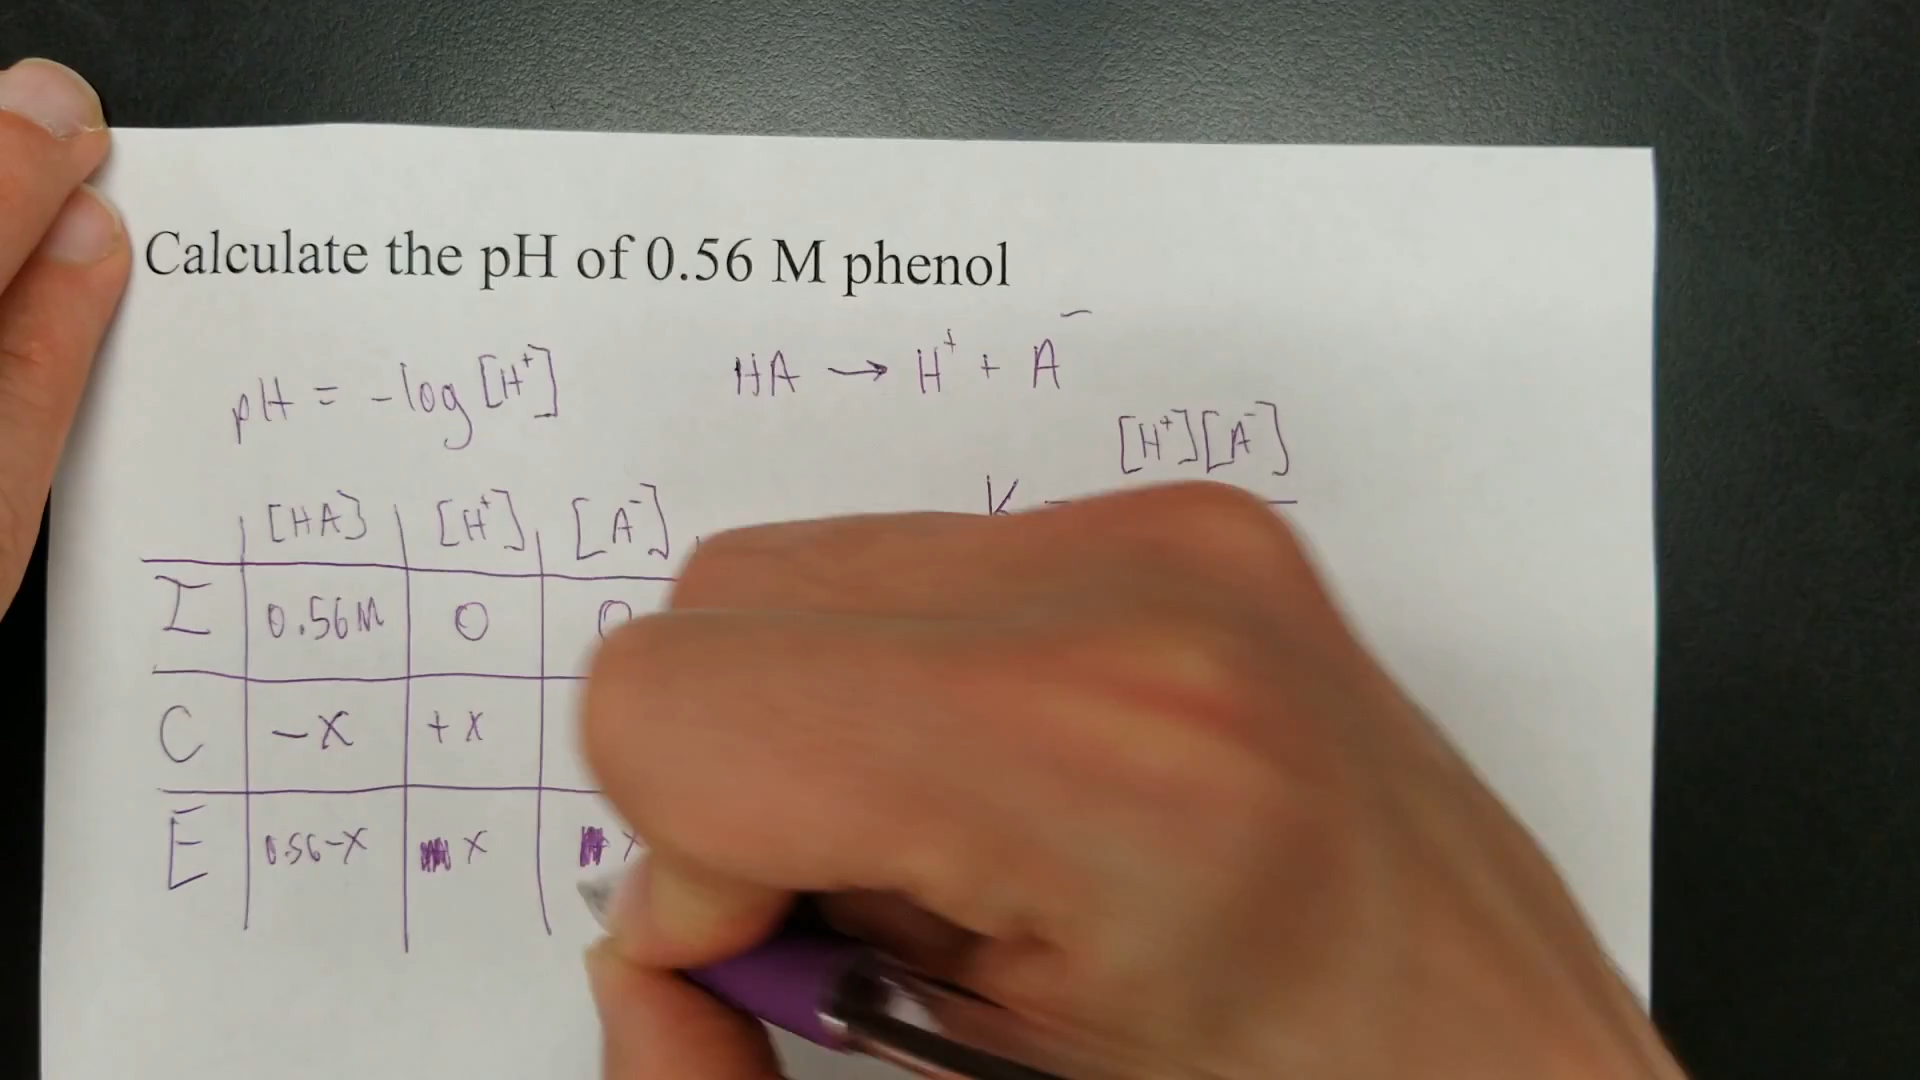 Calculate the pH of 0.56 M phenol
pH = -log [H⁺]
HA → H⁺ + A⁻
[H⁺][A⁻]
K
[HA] [H⁺] [A⁻]
I 0.56M 0 0
C -x +x
E 0.56-x x x